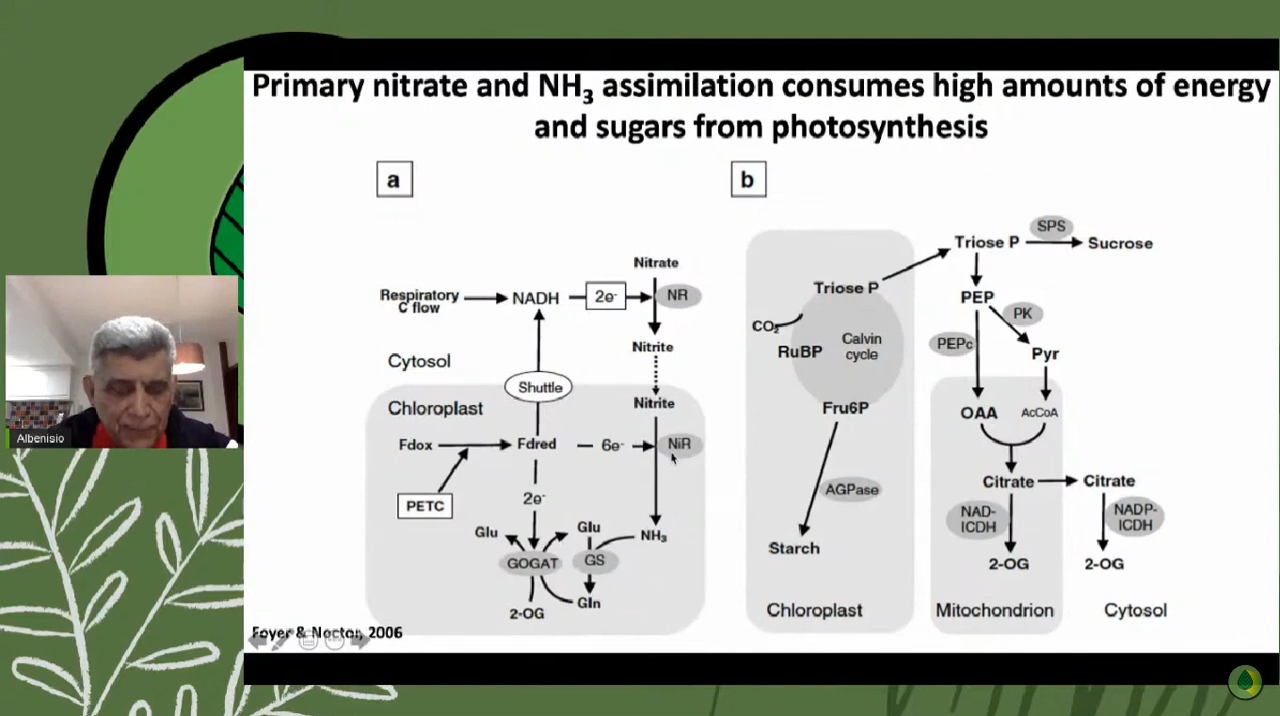 Primary nitrate and NH₃ assimilation consumes high amounts of energy
and sugars from photosynthesis
a
Nitrate
Respiratory
C flow
NADH
2e-
NR
Nitrite
Cytosol
Shuttle
Chloroplast
Nitrite
Fdox
Fdred
6e-
NiR
PETC
2e-
Glu
Glu
NH₃
GOGAT
GS
2-OG
Gln
b
Triose P
SPS
Sucrose
Triose P
PEP
PK
CO₂
RuBP
Calvin
cycle
PEPc
Pyr
Fru6P
OAA
AcCoA
AGPase
Citrate
Citrate
NAD-
ICDH
NADP-
ICDH
Starch
2-OG
2-OG
Chloroplast
Mitochondrion
Cytosol
Foyer & Noctor, 2006
Albenisio